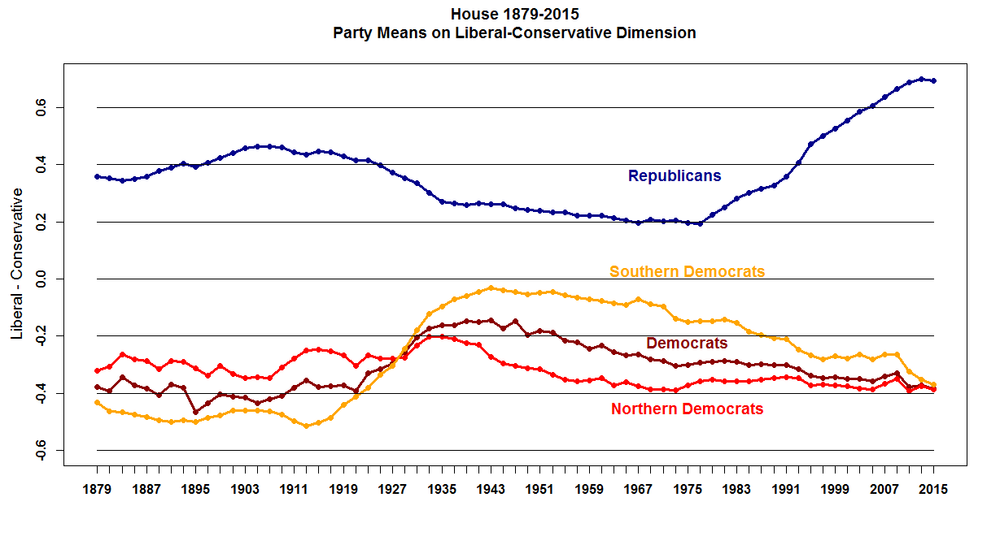 House 1879-2015
Party Means on Liberal-Conservative Dimension
Liberal - Conservative
0.6
0.4
0.2
0.0
-0.2
-0.4
-0.6
Republicans
Southern Democrats
Democrats
Northern Democrats
1879 1887 1895 1903 1911 1919 1927 1935 1943 1951 1959 1967 1975 1983 1991 1999 2007 2015